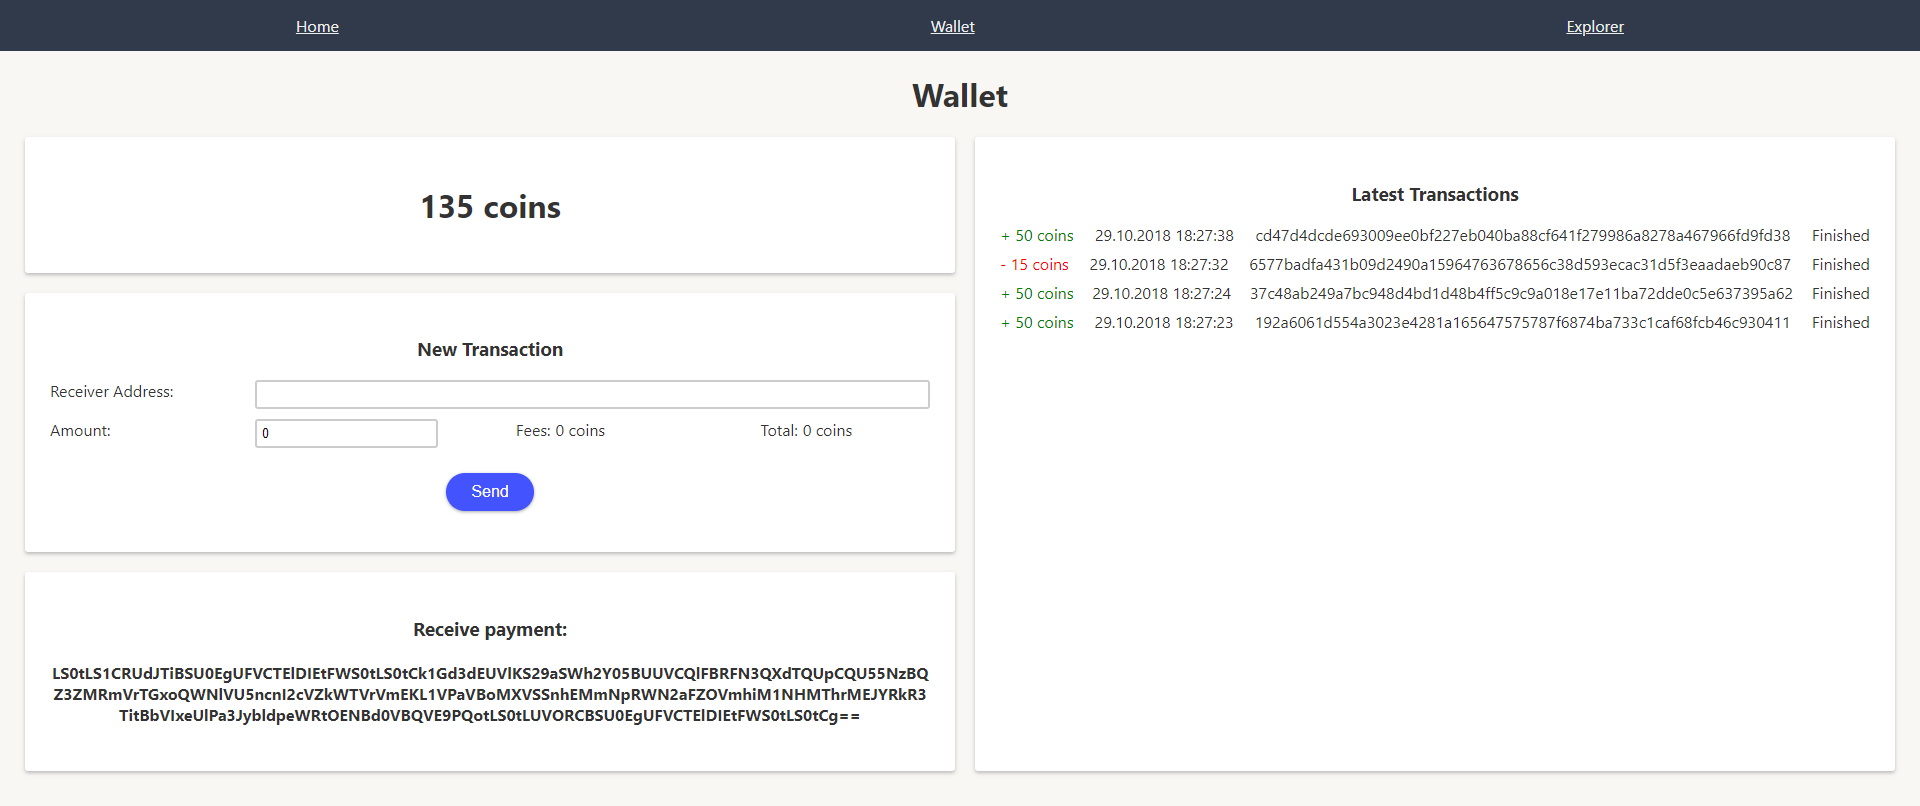 Home Wallet Explorer
Wallet
135 coins
New Transaction
Receiver Address:
Amount: 0 Fees: 0 coins Total: 0 coins
Send
Receive payment:
LS0tLS1CRUdJTiBSU0EgUFVCTElDIEtFWS0tLS0tCk1Gd3dEUVlKS29aSWh2Y05BUUVCQlFBRFN3QXdTQUpCQU55NzBQ
Z3ZMRmVrTGxoQWNlVU5ncnI2cVZkWTVrVmEKL1VPaVBoMXVSSnhEMmNpRWN2aFZOVmhiM1NHMThrMEJYRkR3
TitBbVIxeUlPa3JybldpeWRtOENBd0VBQVE9PQotLS0tLUVORCBSU0EgUFVCTElDIEtFWS0tLS0tCg==
Latest Transactions
+ 50 coins 29.10.2018 18:27:38 cd47d4dcde693009ee0bf227eb040ba88cf641f279986a8278a467966fd9fd38 Finished
- 15 coins 29.10.2018 18:27:32 6577badfa431b09d2490a15964763678656c38d593ecac31d5f3eaadaeb90c87 Finished
+ 50 coins 29.10.2018 18:27:24 37c48ab249a7bc948d4bd1d48b4ff5c9c9a018e17e11ba72dde0c5e637395a62 Finished
+ 50 coins 29.10.2018 18:27:23 192a6061d554a3023e4281a165647575787f6874ba733c1caf68fcb46c930411 Finished